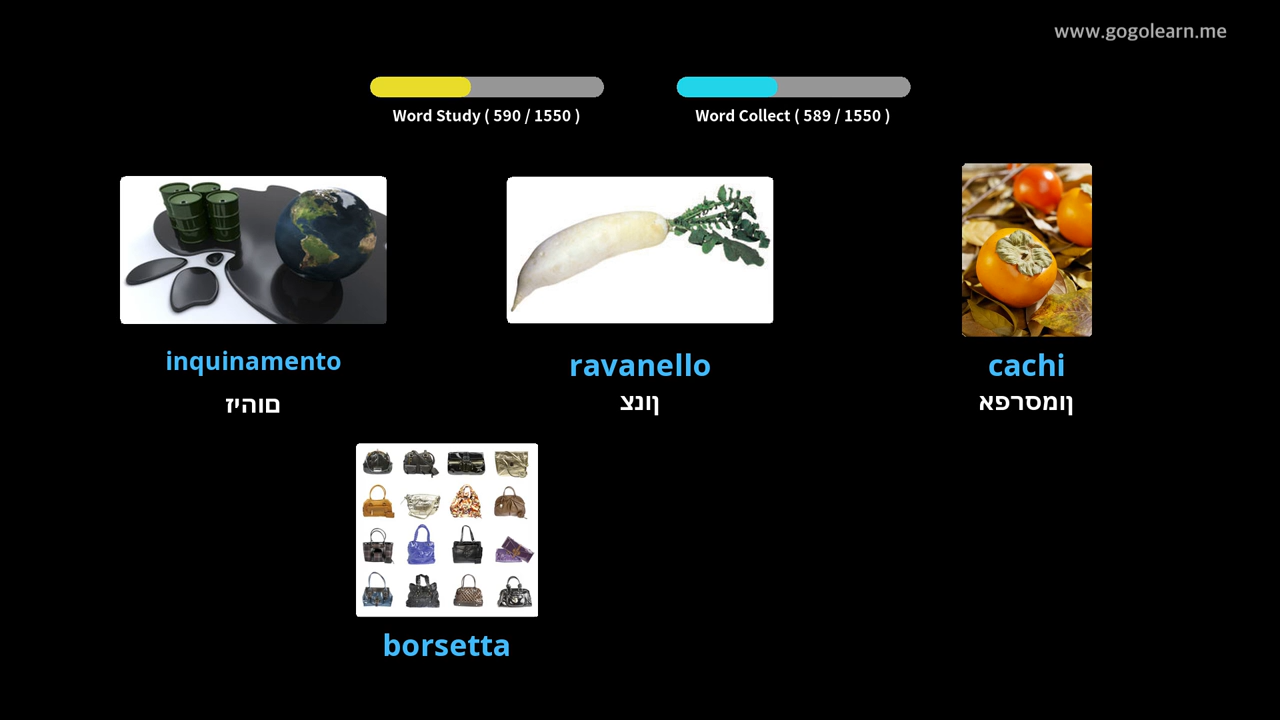 www.gogolearn.me
Word Study ( 590 / 1550 )
Word Collect ( 589 / 1550 )
inquinamento
םוהיז
ravanello
ןונצ
cachi
ןומסרפא
borsetta